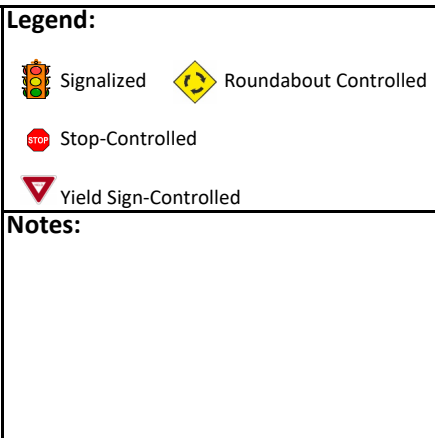 Legend:
Signalized Roundabout Controlled
STOP Stop-Controlled
Yield Sign-Controlled
Notes: